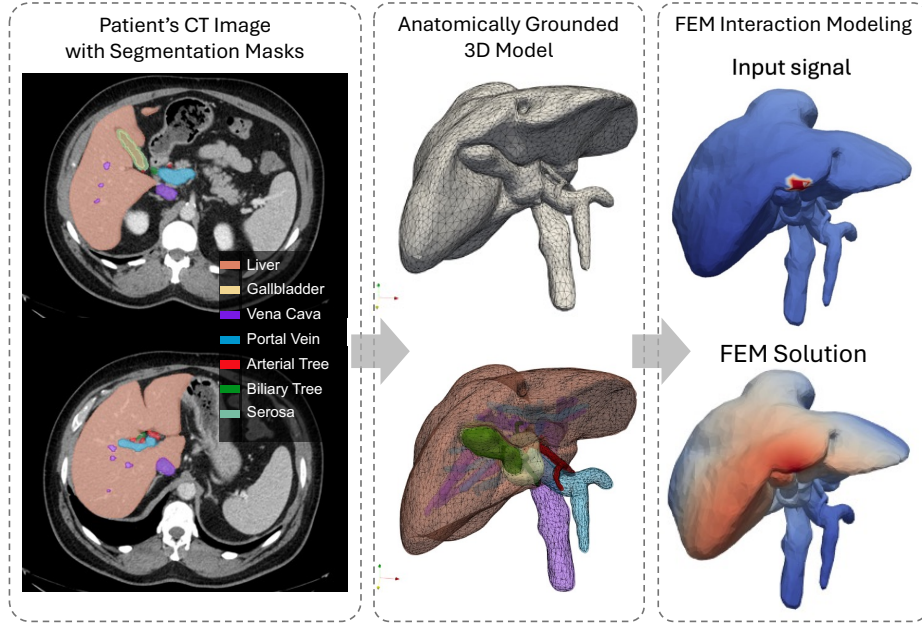 Patient's CT Image
with Segmentation Masks
Liver
Gallbladder
Vena Cava
Portal Vein
Arterial Tree
Biliary Tree
Serosa
Anatomically Grounded
3D Model
FEM Interaction Modeling
Input signal
FEM Solution